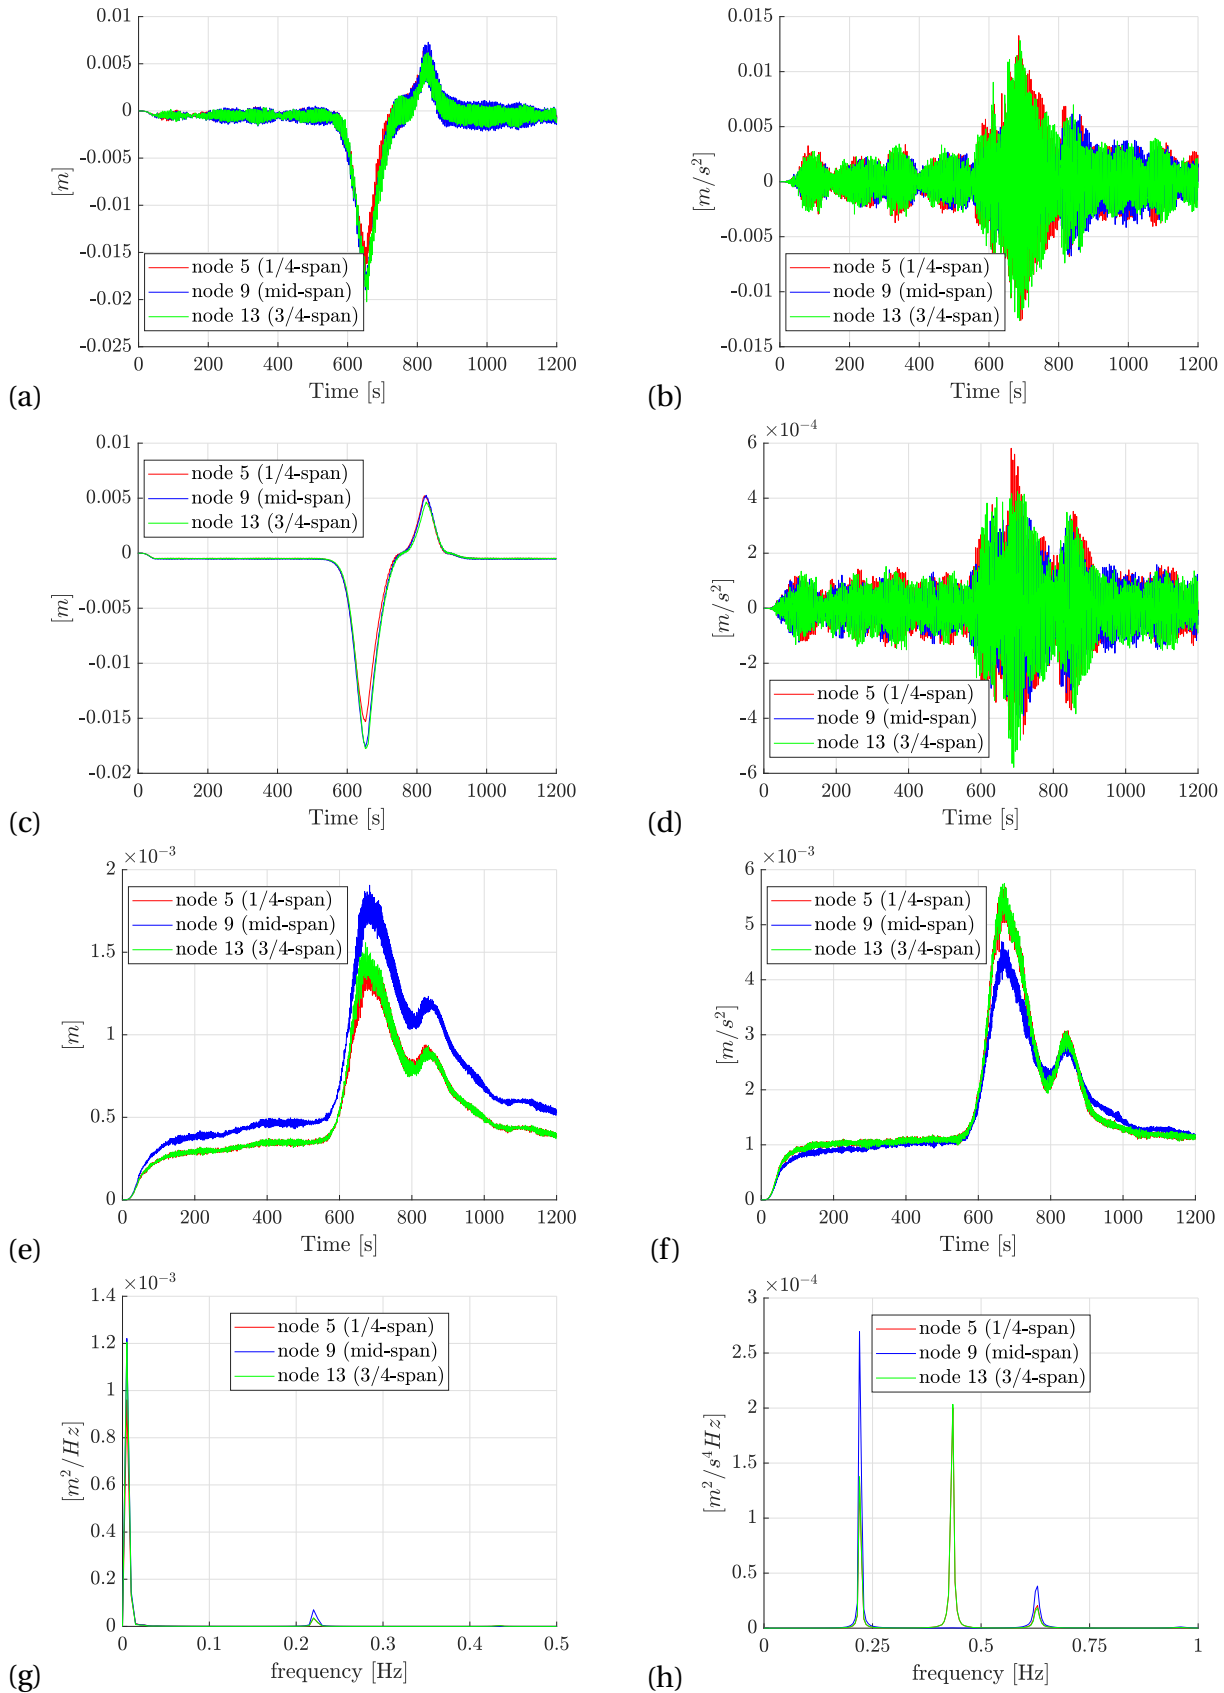 0.01
0.005
0
-0.005
-0.01
-0.015
-0.02
-0.025
[m]
node 5 (1/4-span)
node 9 (mid-span)
node 13 (3/4-span)
0 200 400 600 800 1000 1200
Time [s]
(a)
0.015
0.01
0.005
0
-0.005
-0.01
-0.015
[m/s²]
node 5 (1/4-span)
node 9 (mid-span)
node 13 (3/4-span)
0 200 400 600 800 1000 1200
Time [s]
(b)
0.01
0.005
0
-0.005
-0.01
-0.015
-0.02
[m]
node 5 (1/4-span)
node 9 (mid-span)
node 13 (3/4-span)
0 200 400 600 800 1000 1200
Time [s]
(c)
×10⁻⁴
6
4
2
0
-2
-4
-6
[m/s²]
node 5 (1/4-span)
node 9 (mid-span)
node 13 (3/4-span)
0 200 400 600 800 1000 1200
Time [s]
(d)
×10⁻³
2
1.5
1
0.5
0
[m]
node 5 (1/4-span)
node 9 (mid-span)
node 13 (3/4-span)
0 200 400 600 800 1000 1200
Time [s]
(e)
×10⁻³
6
5
4
3
2
1
0
[m/s²]
node 5 (1/4-span)
node 9 (mid-span)
node 13 (3/4-span)
0 200 400 600 800 1000 1200
Time [s]
(f)
×10⁻³
1.4
1.2
1
0.8
0.6
0.4
0.2
0
[m²/Hz]
node 5 (1/4-span)
node 9 (mid-span)
node 13 (3/4-span)
0 0.1 0.2 0.3 0.4 0.5
frequency [Hz]
(g)
×10⁻⁴
3
2.5
2
1.5
1
0.5
0
[m²/s⁴Hz]
node 5 (1/4-span)
node 9 (mid-span)
node 13 (3/4-span)
0 0.25 0.5 0.75 1
frequency [Hz]
(h)